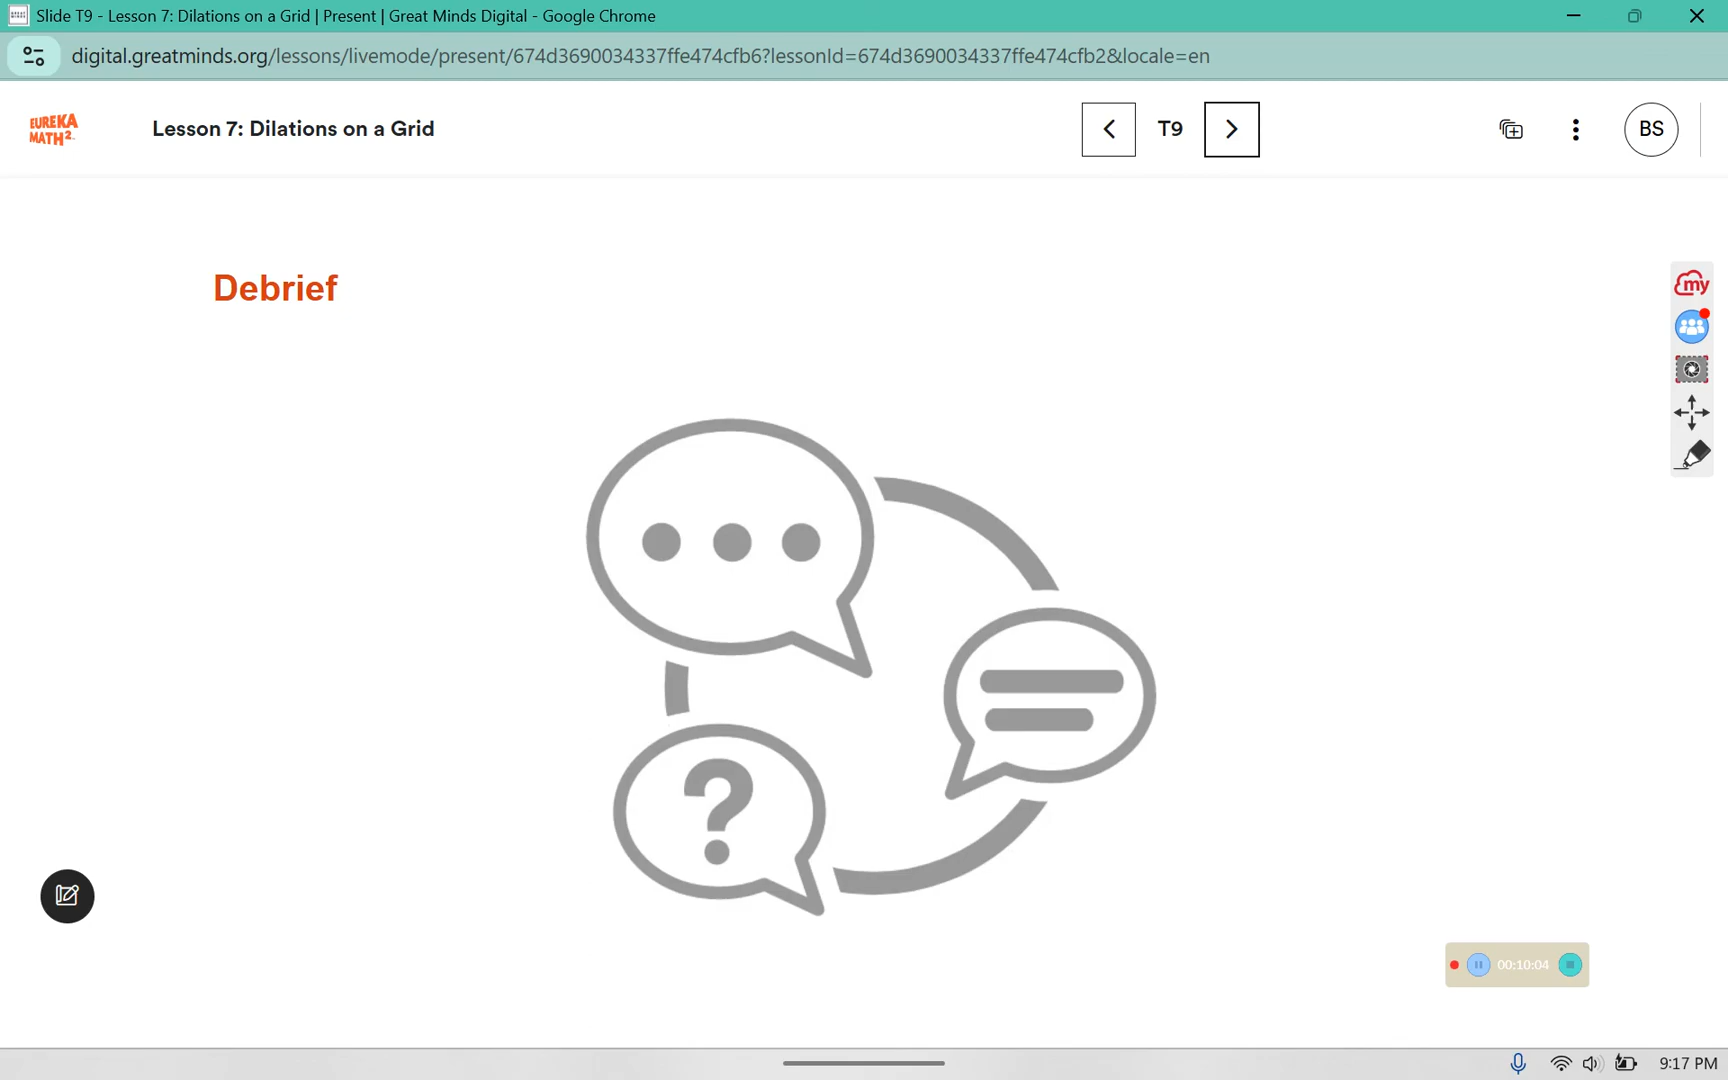 Slide T9 - Lesson 7: Dilations on a Grid | Present | Great Minds Digital - Google Chrome
digital.greatminds.org/lessons/livemode/present/674d3690034337ffe474cfb6?lessonId=674d3690034337ffe474cfb2&locale=en
EUREKA
MATH²
Lesson 7: Dilations on a Grid
T9
BS
Debrief
my
?
00:10:04
9:17 PM